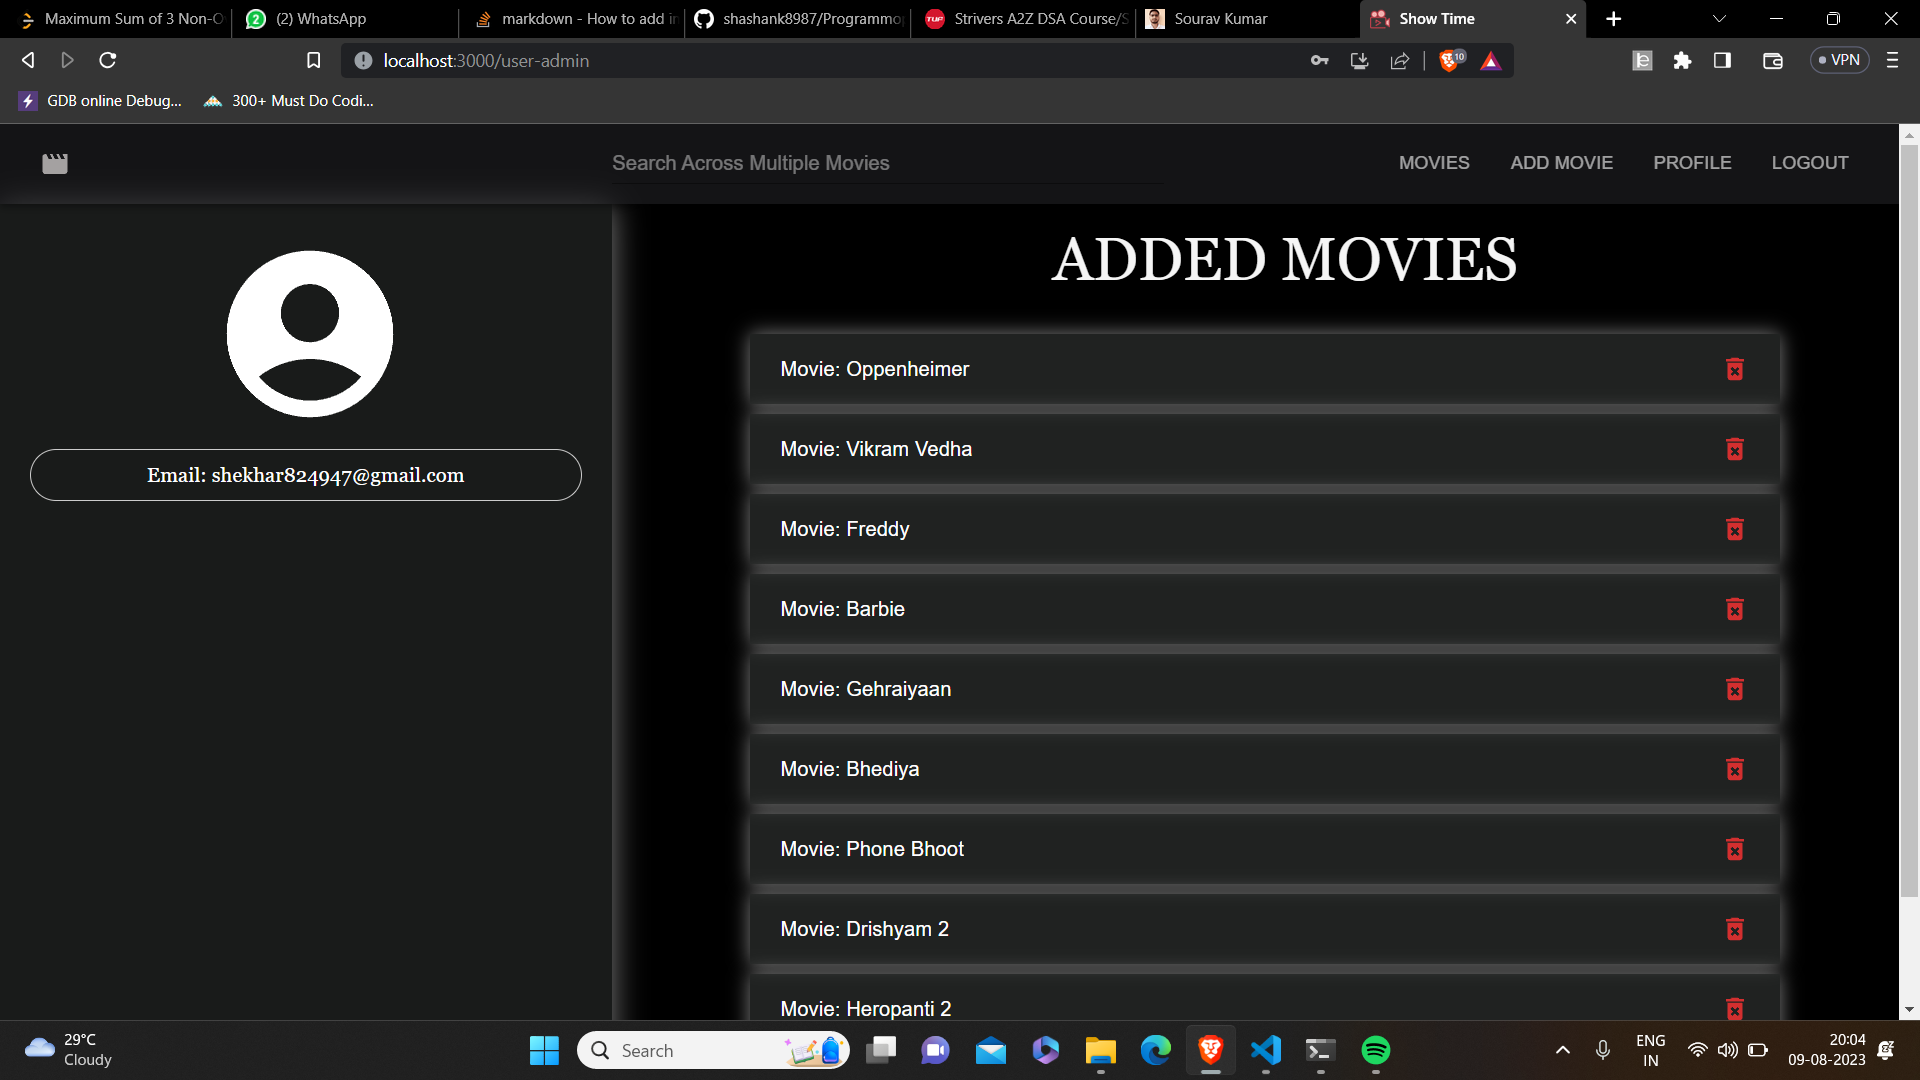 Maximum Sum of 3 Non-O
(2) WhatsApp
markdown - How to add in
shashank8987/Programmo
Strivers A2Z DSA Course/S
Sourav Kumar
Show Time
localhost:3000/user-admin
10
VPN
GDB online Debug...
300+ Must Do Codi...
Search Across Multiple Movies
MOVIES
ADD MOVIE
PROFILE
LOGOUT
Email: shekhar824947@gmail.com
ADDED MOVIES
Movie: Oppenheimer
Movie: Vikram Vedha
Movie: Freddy
Movie: Barbie
Movie: Gehraiyaan
Movie: Bhediya
Movie: Phone Bhoot
Movie: Drishyam 2
Movie: Heropanti 2
29°C
Cloudy
Search
ENG
IN
20:04
09-08-2023